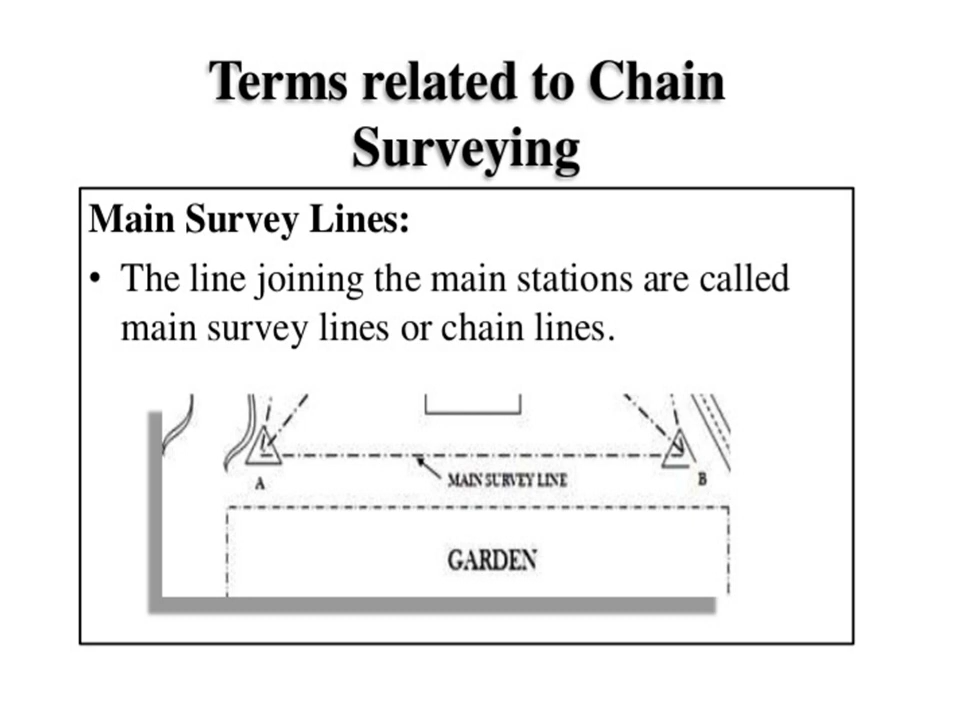 Terms related to Chain
Surveying
Main Survey Lines:
• The line joining the main stations are called
main survey lines or chain lines.
A
MAIN SURVEY LINE
B
GARDEN